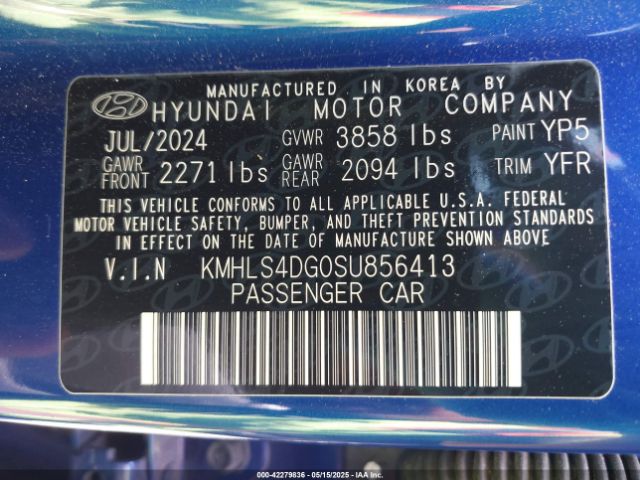 MANUFACTURED IN KOREA BY
HYUNDAI MOTOR COMPANY
JUL/2024 GVWR 3858 lbs PAINT YP5
GAWR FRONT 2271 lbs GAWR REAR 2094 lbs TRIM YFR
THIS VEHICLE CONFORMS TO ALL APPLICABLE U.S.A. FEDERAL
MOTOR VEHICLE SAFETY, BUMPER, AND THEFT PREVENTION STANDARDS
IN EFFECT ON THE DATE OF MANUFACTURE SHOWN ABOVE.
V.I.N KMHLS4DG0SU856413
PASSENGER CAR
000-42279836 - 05/15/2025 - IAAI.COM